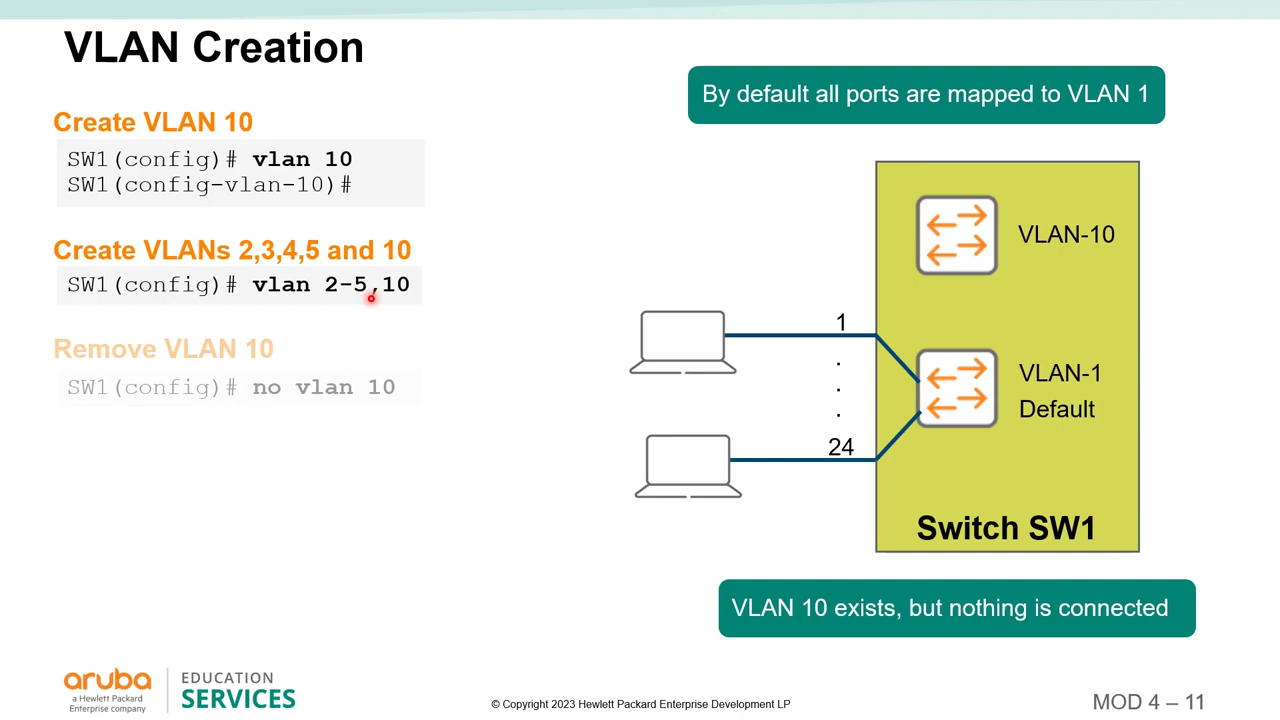 VLAN Creation
By default all ports are mapped to VLAN 1
Create VLAN 10
SW1(config)# vlan 10
SW1(config-vlan-10)#
Create VLANs 2,3,4,5 and 10
SW1(config)# vlan 2-5,10
Remove VLAN 10
SW1(config)# no vlan 10
VLAN-10
1
.
.
.
24
VLAN-1
Default
Switch SW1
VLAN 10 exists, but nothing is connected
aruba
a Hewlett Packard
Enterprise company
EDUCATION
SERVICES
© Copyright 2023 Hewlett Packard Enterprise Development LP
MOD 4 – 11